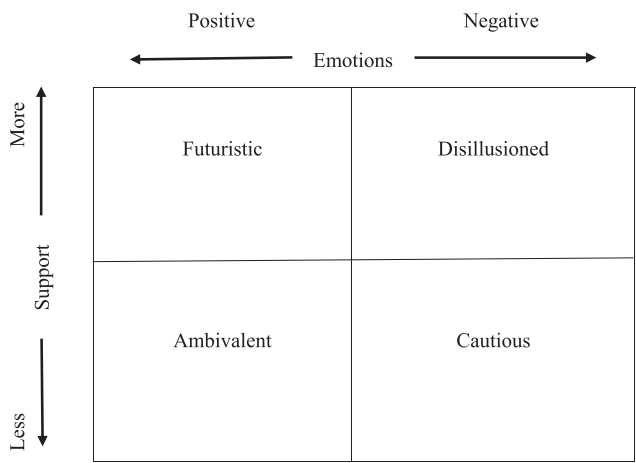 Positive Negative
Emotions
More
Futuristic Disillusioned
Support
Ambivalent Cautious
Less